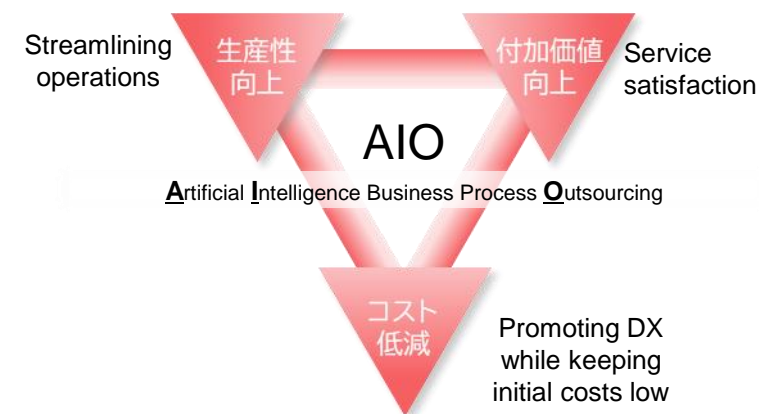 Streamlining
operations
生産性
向上
付加価値
向上
Service
satisfaction
AIO
Artificial Intelligence Business Process Outsourcing
コスト
低減
Promoting DX
while keeping
initial costs low